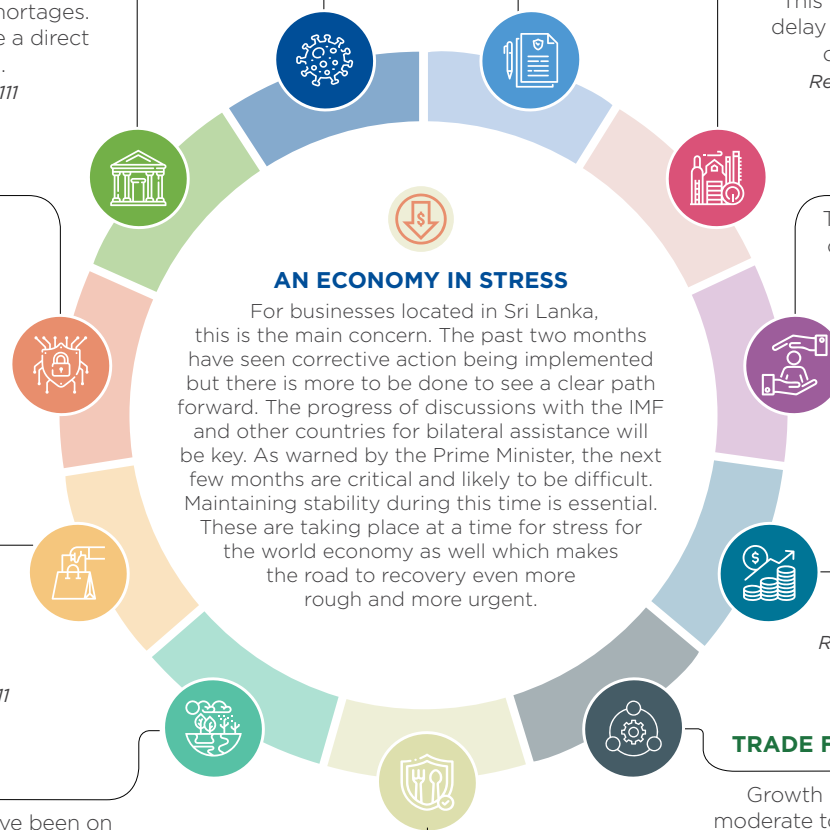 hortages.
e a direct
.
111
This
delay
c
Re
T
c
$
AN ECONOMY IN STRESS
For businesses located in Sri Lanka,
this is the main concern. The past two months
have seen corrective action being implemented
but there is more to be done to see a clear path
forward. The progress of discussions with the IMF
and other countries for bilateral assistance will
be key. As warned by the Prime Minister, the next
few months are critical and likely to be difficult.
Maintaining stability during this time is essential.
These are taking place at a time for stress for
the world economy as well which makes
the road to recovery even more
rough and more urgent.
$
R
11
TRADE F
Growth
moderate to
ve been on